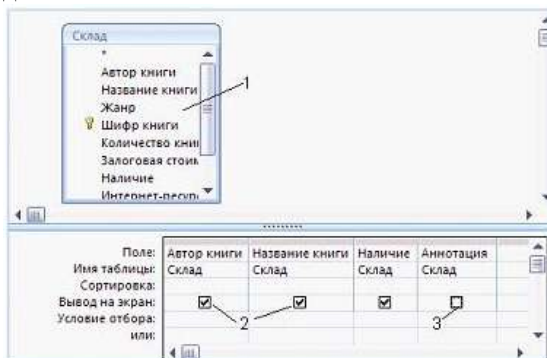 Склад
*
Автор книги
Название книги
Жанр
1
Шифр книги
Количество кни
Залоговая стоим
Наличие
Интернет-ресурс
Поле: Автор книги Название книги Наличие Аннотация
Имя таблицы: Склад Склад Склад Склад
Сортировка:
Вывод на экран:
Условие отбора: 2 3
или: